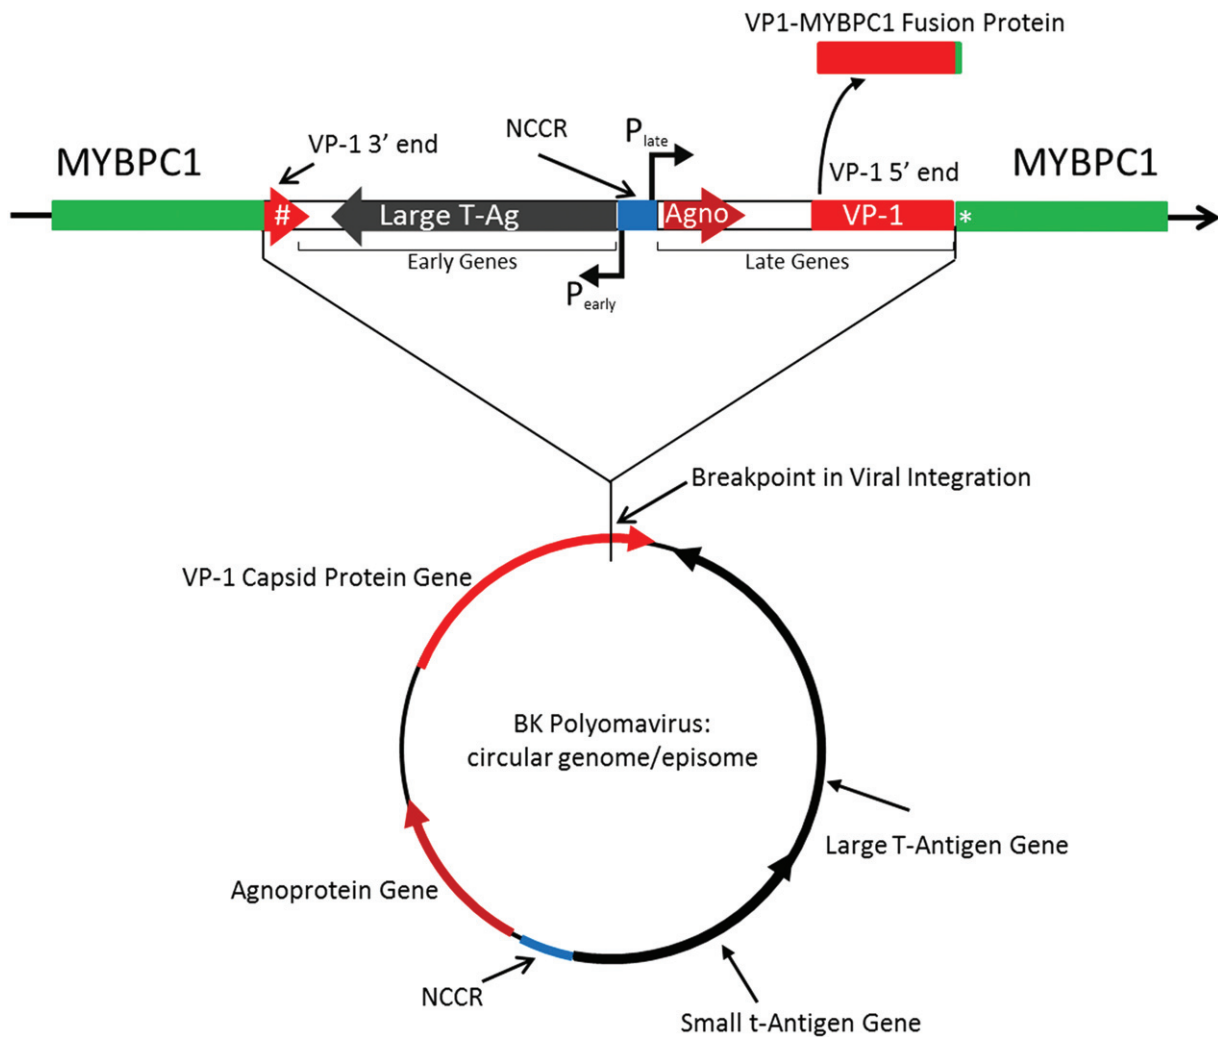 VP1-MYBPC1 Fusion Protein
NCCR
P late
VP-1 3’ end
MYBPC1
VP-1 5’ end
MYBPC1
#
Large T-Ag
Agno
VP-1
*
Early Genes
Late Genes
P early
Breakpoint in Viral Integration
VP-1 Capsid Protein Gene
BK Polyomavirus:
circular genome/episome
Large T-Antigen Gene
Agnoprotein Gene
NCCR
Small t-Antigen Gene